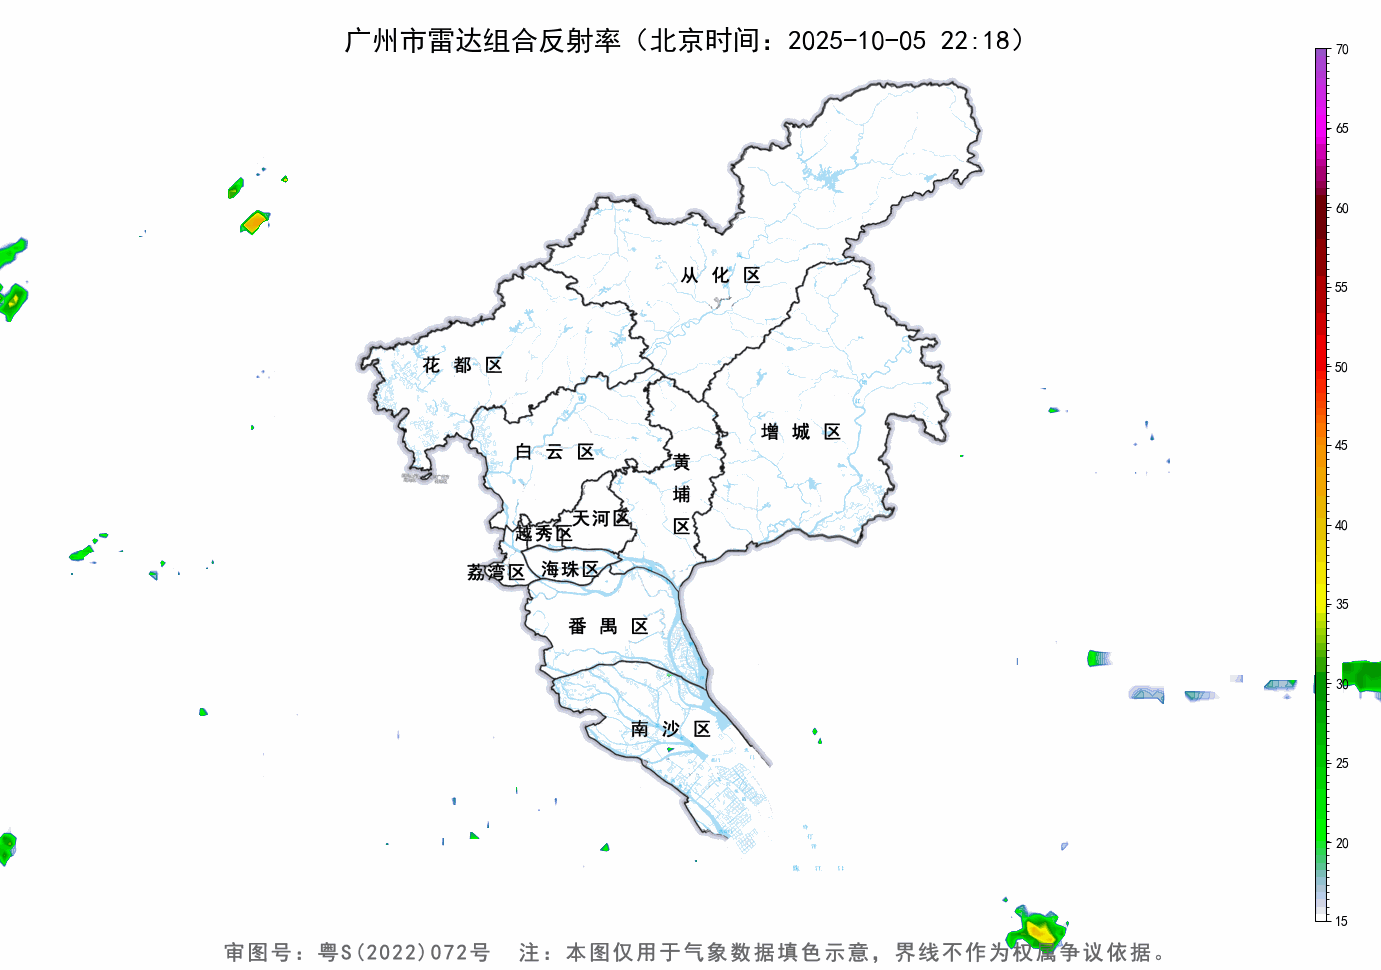 广州市雷达组合反射率（北京时间：2025-10-05 22:18）
70
65
60
55
50
45
40
35
30
25
20
15
从化区
花都区
增城区
白云区
黄埔区
天河区
越秀区
荔湾区
海珠区
番禺区
南沙区
审图号：粤S(2022)072号 注：本图仅用于气象数据填色示意，界线不作为权属争议依据。